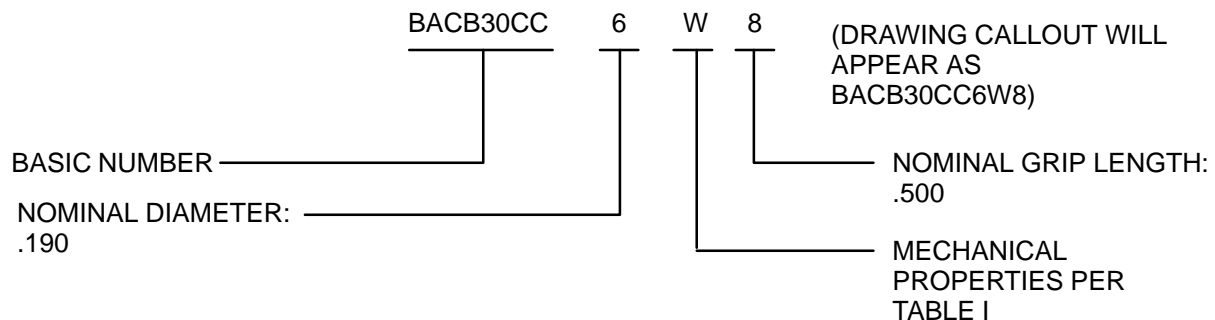 BACB30CC 6 W 8
(DRAWING CALLOUT WILL
APPEAR AS
BACB30CC6W8)
BASIC NUMBER
NOMINAL GRIP LENGTH:
.500
NOMINAL DIAMETER:
.190
MECHANICAL
PROPERTIES PER
TABLE I